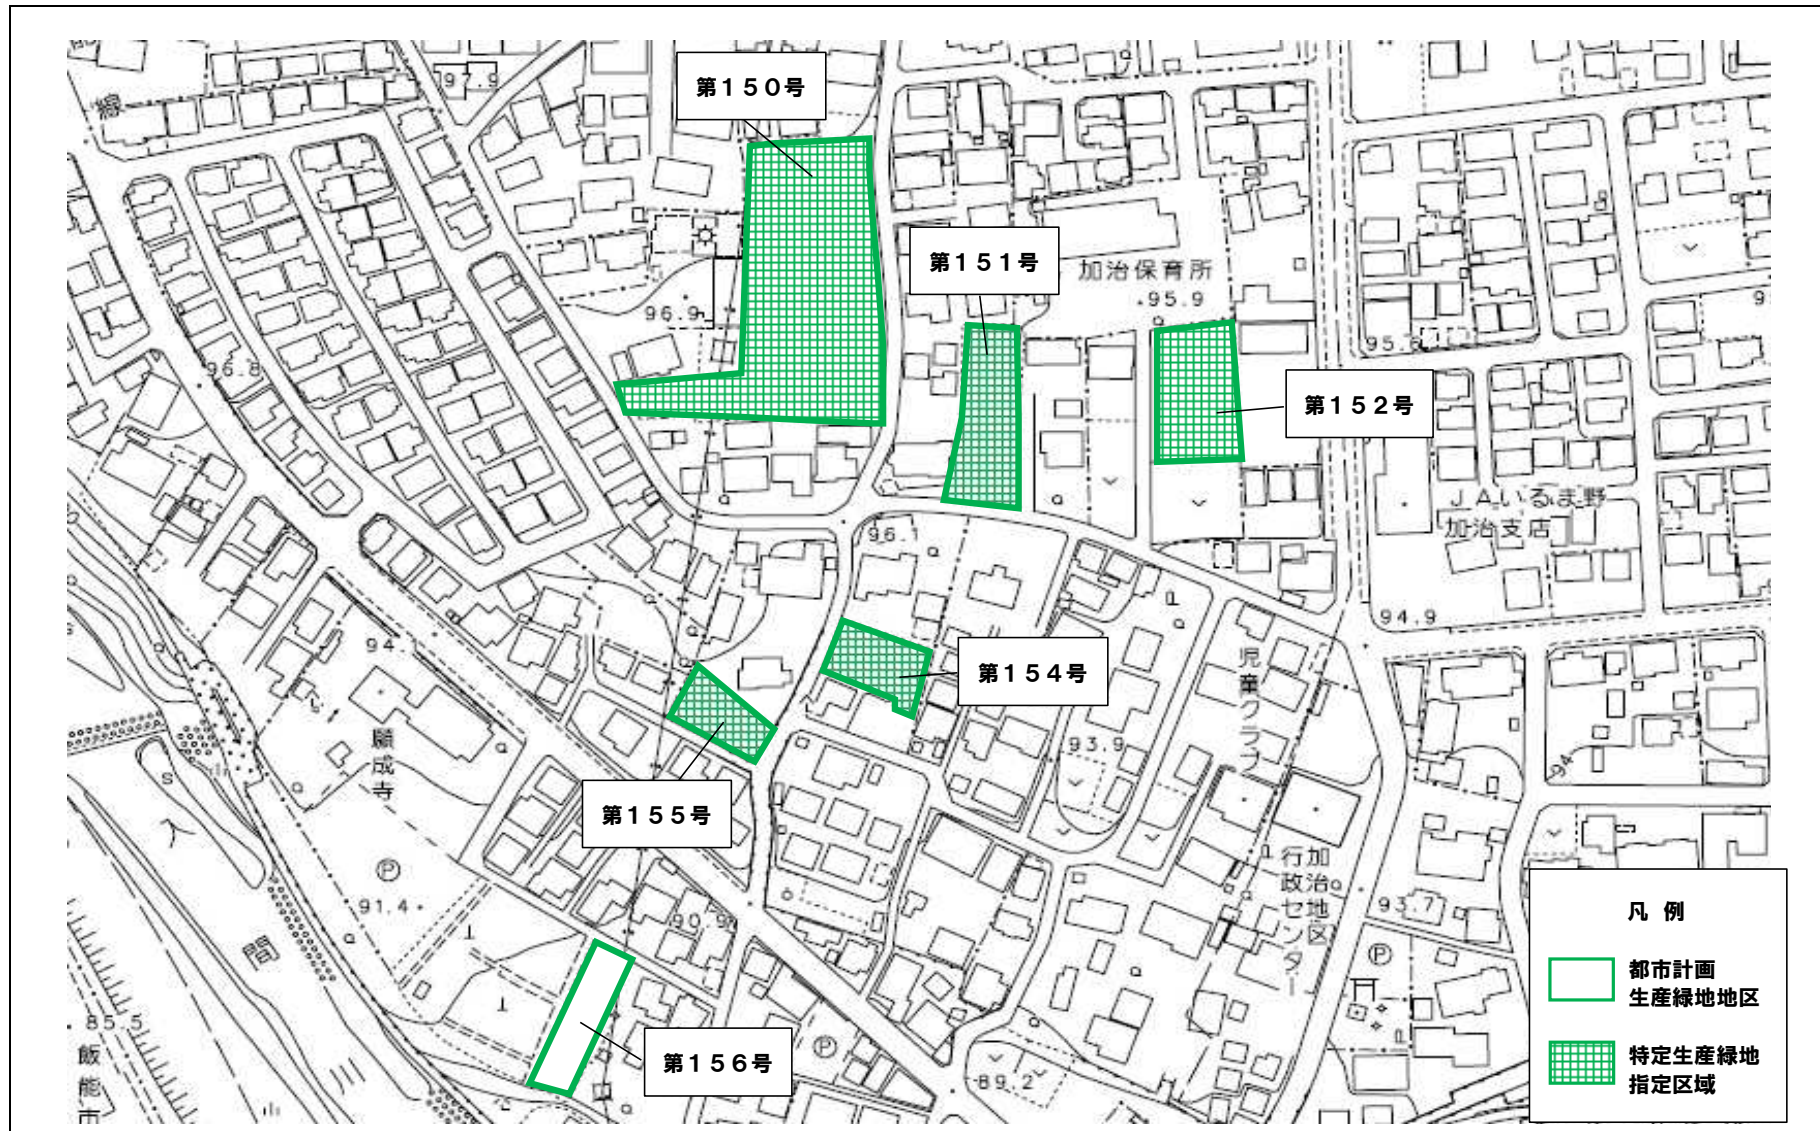 97.9
第150号
第151号
加治保育所
95.9
96.9
96.8
第152号
JAいるま野
加治支店
96.1
94.9
第154号
児童クラブ
93.9
願成寺
第155号
加治地区
行政センター
91.4
90.9
93.7
入
間
85.5
飯能市
第156号
89.2
凡 例
都市計画
生産緑地地区
特定生産緑地
指定区域